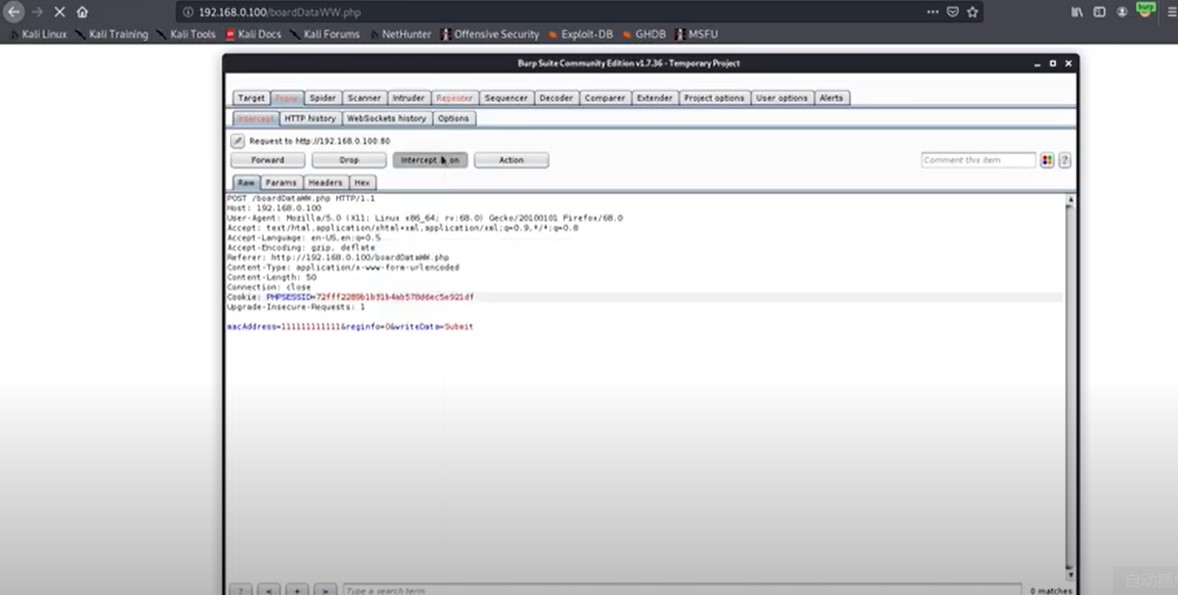 192.168.0.100/boardDataWW.php
Kali Linux Kali Training Kali Tools Kali Docs Kali Forums NetHunter Offensive Security Exploit-DB GHDB MSFU
Burp Suite Community Edition v1.7.36 - Temporary Project
Target Proxy Spider Scanner Intruder Repeater Sequencer Decoder Comparer Extender Project options User options Alerts
Intercept HTTP history WebSockets history Options
Request to http://192.168.0.100:80
Forward Drop Intercept on Action Comment this item ?
Raw Params Headers Hex
POST /boardDataWW.php HTTP/1.1
Host: 192.168.0.100
User-Agent: Mozilla/5.0 (X11; Linux x86_64; rv:68.0) Gecko/20100101 Firefox/68.0
Accept: text/html,application/xhtml+xml,application/xml;q=0.9,*/*;q=0.8
Accept-Language: en-US,en;q=0.5
Accept-Encoding: gzip, deflate
Referer: http://192.168.0.100/boardDataWW.php
Content-Type: application/x-www-form-urlencoded
Content-Length: 50
Connection: close
Cookie: PHPSESSID=72fff2289b1b31b4ab578d6ec5e921df
Upgrade-Insecure-Requests: 1
macAddress=111111111111&reginfo=0&writeData=Submit
? < + > Type a search term 0 matches